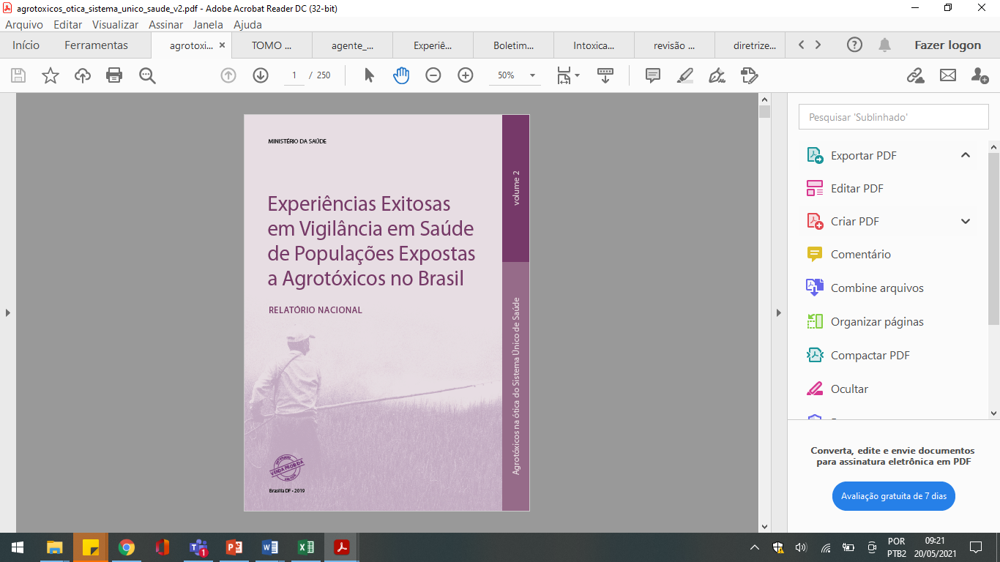 agrotoxicos_otica_sistema_unico_saude_v2.pdf - Adobe Acrobat Reader DC (32-bit)
Arquivo Editar Visualizar Assinar Janela Ajuda
Início Ferramentas agrotoxi... TOMO ... agente_... Experiê... Boletim... Intoxica... revisão ... diretrize... Fazer logon
1 / 250 50%
MINISTÉRIO DA SAÚDE
Experiências Exitosas
em Vigilância em Saúde
de Populações Expostas
a Agrotóxicos no Brasil
RELATÓRIO NACIONAL
VENDA PROIBIDA
Brasília DF • 2019
volume 2
Agrotóxicos na ótica do Sistema Único de Saúde
Pesquisar 'Sublinhado'
Exportar PDF
Editar PDF
Criar PDF
Comentário
Combine arquivos
Organizar páginas
Compactar PDF
Ocultar
Converta, edite e envie documentos
para assinatura eletrônica em PDF
Avaliação gratuita de 7 dias
1
POR
PTB2
09:21
20/05/2021